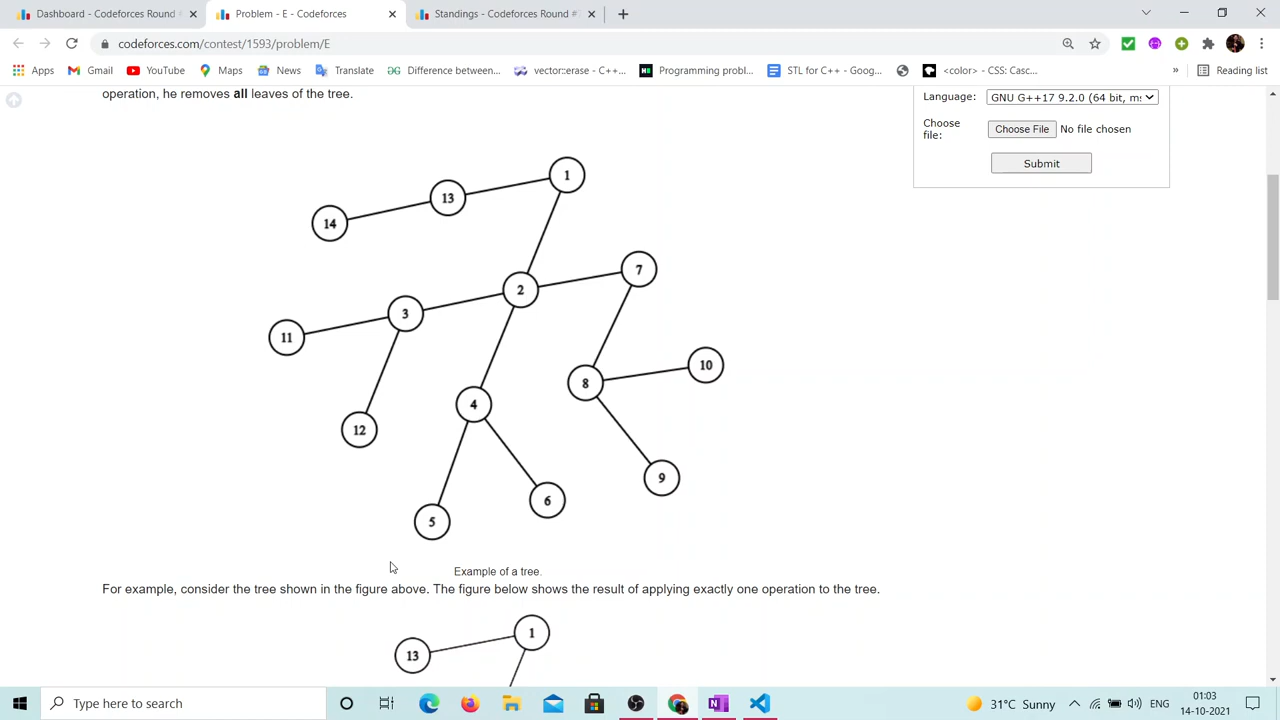 Dashboard - Codeforces Round
Problem - E - Codeforces
Standings - Codeforces Round #
codeforces.com/contest/1593/problem/E
Apps
Gmail
YouTube
Maps
News
Translate
Difference between...
vector::erase - C++...
Programming probl...
STL for C++ - Goog...
<color> - CSS: Casc...
»
Reading list
operation, he removes all leaves of the tree.
Language:
GNU G++17 9.2.0 (64 bit, m
Choose
file:
Choose File No file chosen
Submit
1
13
14
7
2
3
11
10
8
4
12
9
6
5
Example of a tree.
For example, consider the tree shown in the figure above. The figure below shows the result of applying exactly one operation to the tree.
1
13
Type here to search
31°C Sunny
ENG
01:03
14-10-2021